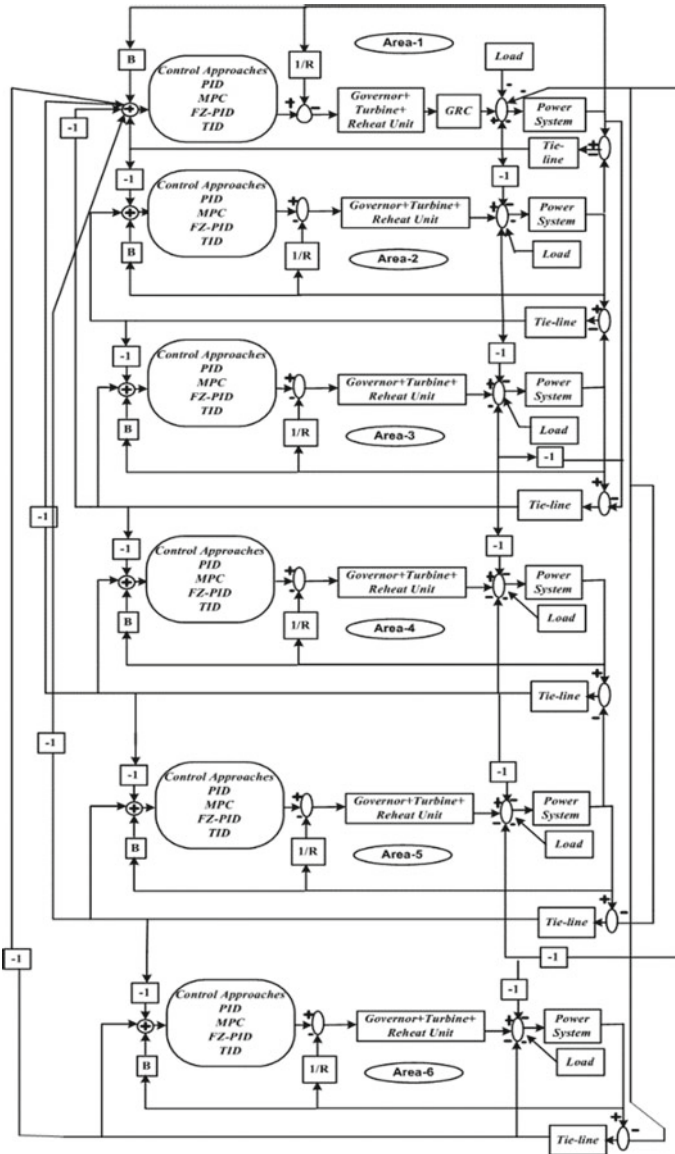 Area-1
Load
B
Control Approaches
PID
MPC
FZ-PID
TID
1/R
+
-
Governor+
Turbine+
Reheat Unit
GRC
-
-
+
-
Power
System
-1
+
Tie-line
+
-
-1
-1
Control Approaches
PID
MPC
FZ-PID
TID
+
+
-
Governor+Turbine+
Reheat Unit
+
-
-
-
Power
System
B
1/R
Area-2
Load
Tie-line
+
-
-1
-1
Control Approaches
PID
MPC
FZ-PID
TID
+
+
-
Governor+Turbine+
Reheat Unit
+
-
-
-
Power
System
B
1/R
Area-3
Load
-1
Tie-line
+
-
-1
-1
-1
Control Approaches
PID
MPC
FZ-PID
TID
+
+
-
Governor+Turbine+
Reheat Unit
+
-
-
-
Power
System
B
1/R
Area-4
Load
Tie-line
+
-
-1
-1
-1
Control Approaches
PID
MPC
FZ-PID
TID
+
+
-
Governor+Turbine+
Reheat Unit
+
-
-
-
Power
System
B
1/R
Area-5
Load
Tie-line
+
-
-1
-1
-1
-1
Control Approaches
PID
MPC
FZ-PID
TID
+
+
-
Governor+Turbine+
Reheat Unit
+
-
-
-
Power
System
B
1/R
Area-6
Load
Tie-line
+
-